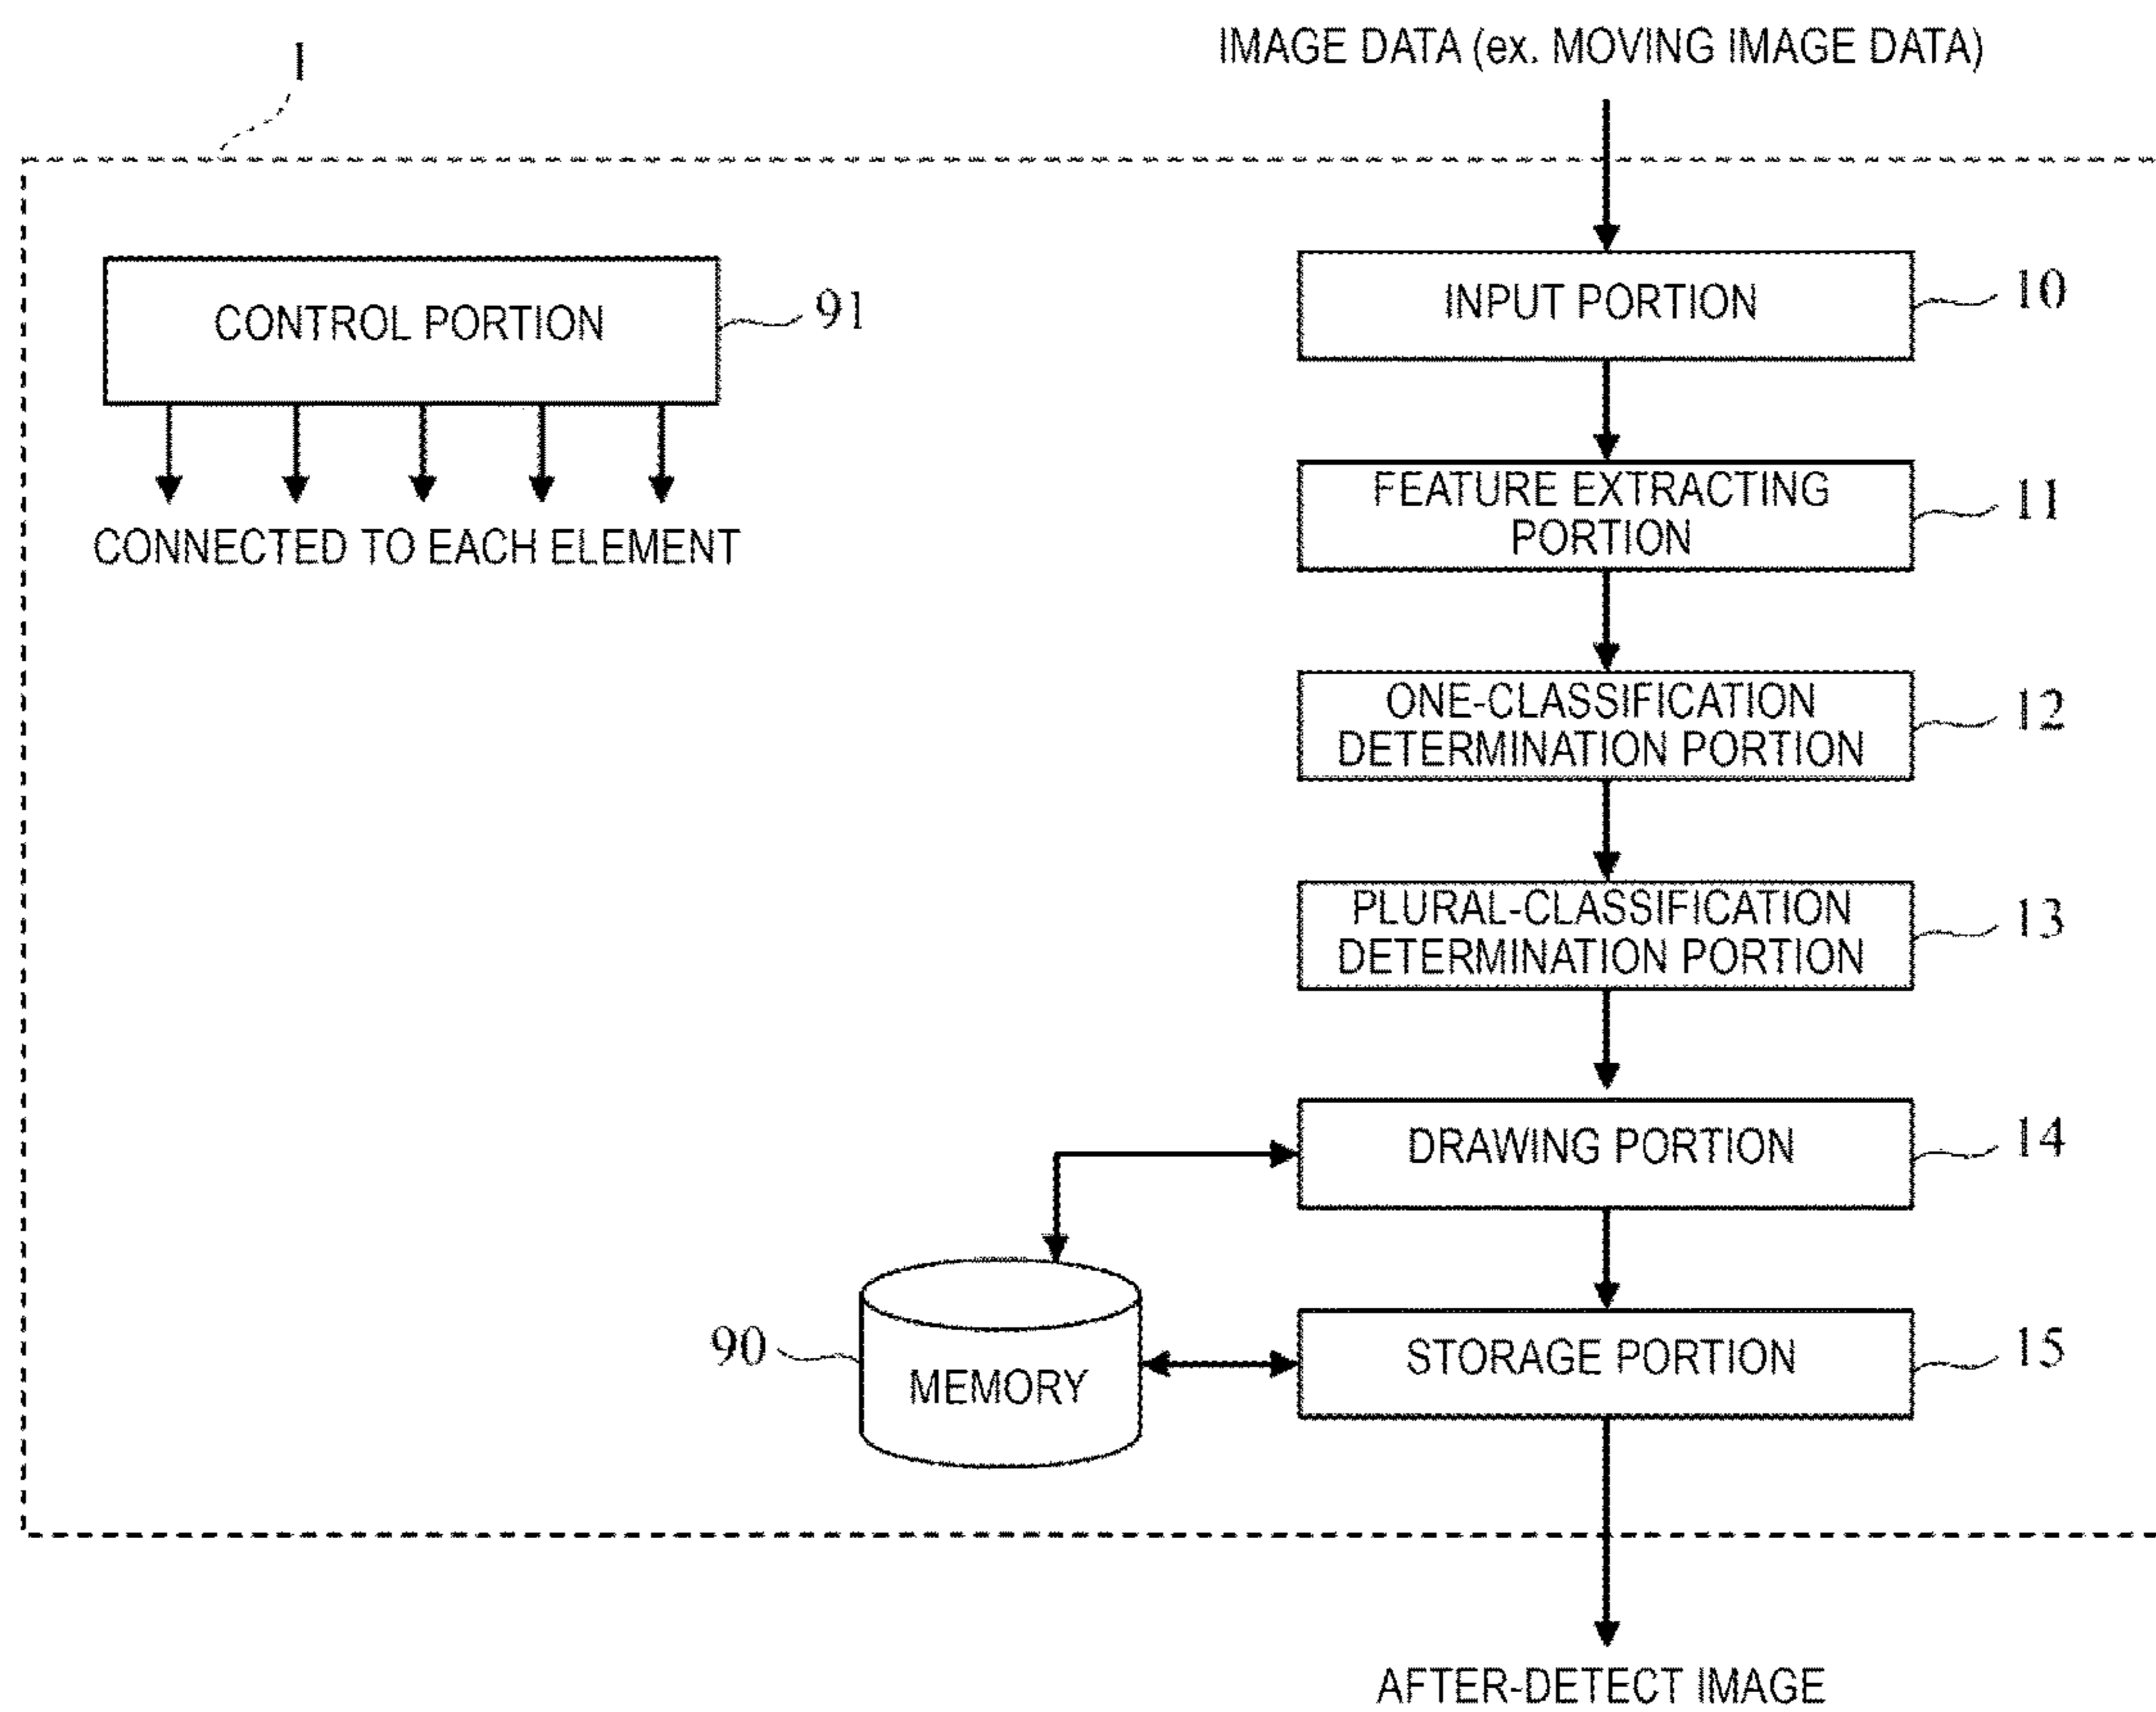 1
IMAGE DATA (ex. MOVING IMAGE DATA)
CONTROL PORTION
91
CONNECTED TO EACH ELEMENT
INPUT PORTION
10
FEATURE EXTRACTING
PORTION
11
ONE-CLASSIFICATION
DETERMINATION PORTION
12
PLURAL-CLASSIFICATION
DETERMINATION PORTION
13
DRAWING PORTION
14
90
MEMORY
STORAGE PORTION
15
AFTER-DETECT IMAGE